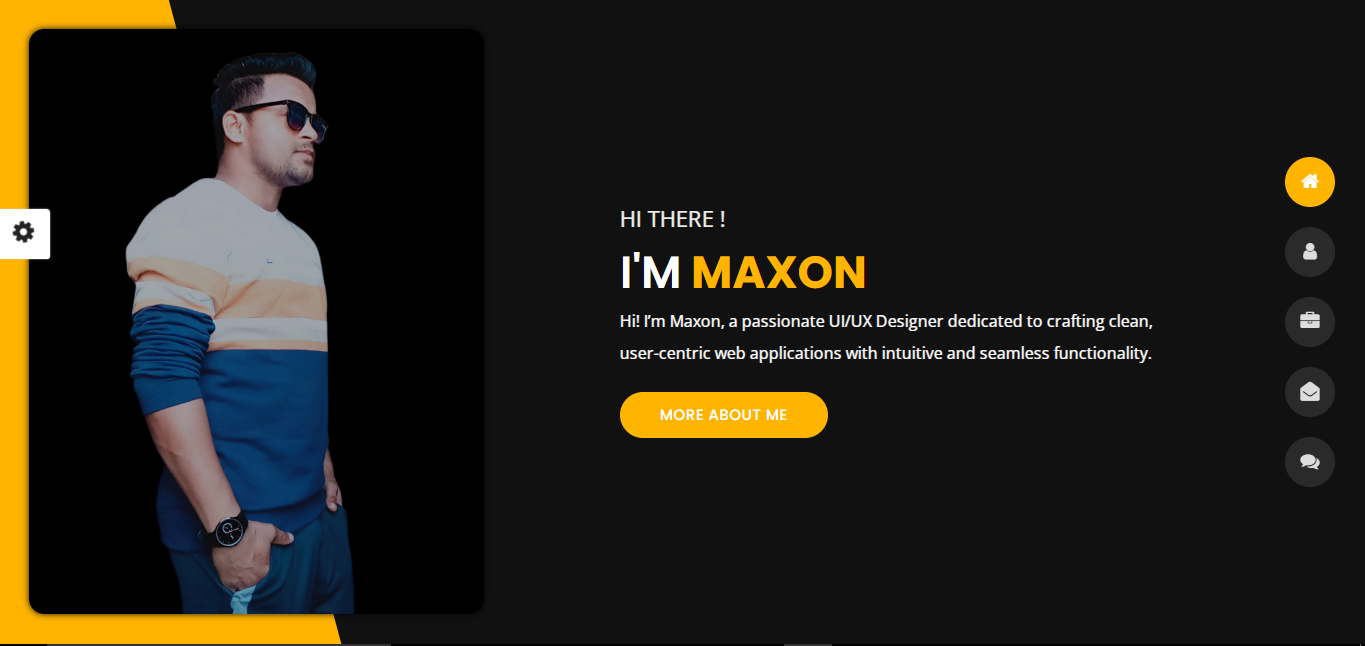 HI THERE !
I'M MAXON
Hi! I’m Maxon, a passionate UI/UX Designer dedicated to crafting clean,
user-centric web applications with intuitive and seamless functionality.
MORE ABOUT ME